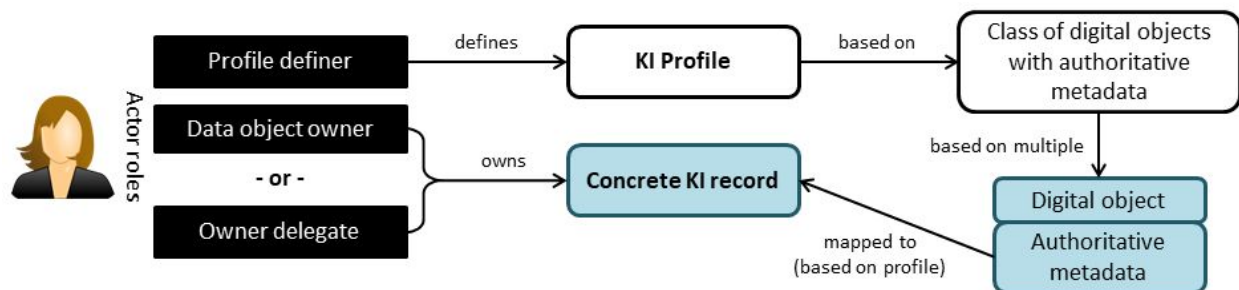 Actor roles
Profile definer
defines
KI Profile
based on
Class of digital objects
with authoritative
metadata
Data object owner
- or -
Owner delegate
owns
Concrete KI record
based on multiple
Digital object
Authoritative
metadata
mapped to
(based on profile)